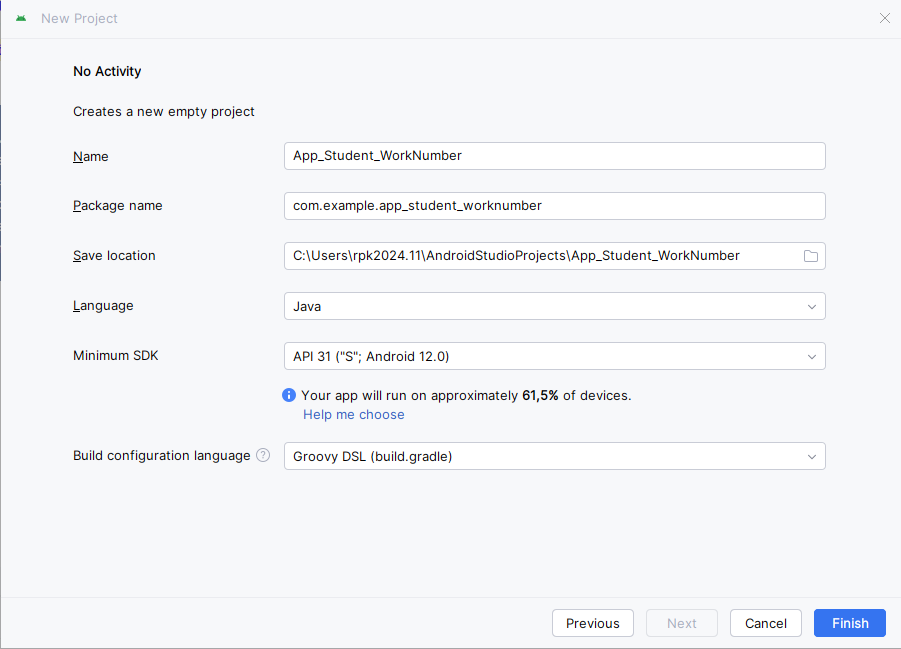 New Project
No Activity
Creates a new empty project
Name App_Student_WorkNumber
Package name com.example.app_student_worknumber
Save location C:\Users\rpk2024.11\AndroidStudioProjects\App_Student_WorkNumber
Language Java
Minimum SDK API 31 ("S"; Android 12.0)
Your app will run on approximately 61,5% of devices.
Help me choose
Build configuration language ? Groovy DSL (build.gradle)
Previous Next Cancel Finish